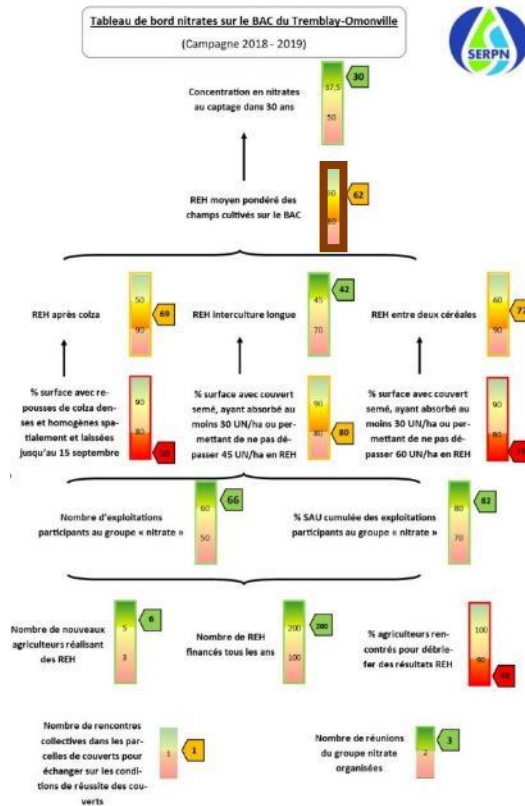 Tableau de bord nitrates sur le BAC du Tremblay-Omonville
(Campagne 2018 - 2019)
SERPN
Concentration en nitrates
au captage dans 30 ans
37,5
50
30
REH moyen pondéré des
champs cultivés sur le BAC
62
REH après colza
50
90
69
REH interculture longue
45
70
42
REH entre deux céréales
60
90
77
% surface avec re-
pousses de colza den-
ses et homogènes spa-
tialement et laissées
jusqu'au 15 septembre
90
80
% surface avec couvert
semé, ayant absorbé au
moins 30 UN/ha ou per-
mettant de ne pas dé-
passer 45 UN/ha en REH
90
80
80
% surface avec couvert
semé, ayant absorbé au
moins 30 UN/ha ou per-
mettant de ne pas dé-
passer 60 UN/ha en REH
90
80
Nombre d'exploitations
participants au groupe « nitrate »
60
50
66
% SAU cumulée des exploitations
participants au groupe « nitrate »
80
70
82
Nombre de nouveaux
agriculteurs réalisant
des REH
5
3
6
Nombre de REH
financés tous les ans
200
100
200
% agriculteurs ren-
contrés pour débrie-
fer des résultats REH
100
90
Nombre de rencontres
collectives dans les par-
celles de couverts pour
échanger sur les condi-
tions de réussite des cou-
verts
1
1
Nombre de réunions
du groupe nitrate
organisées
2
3